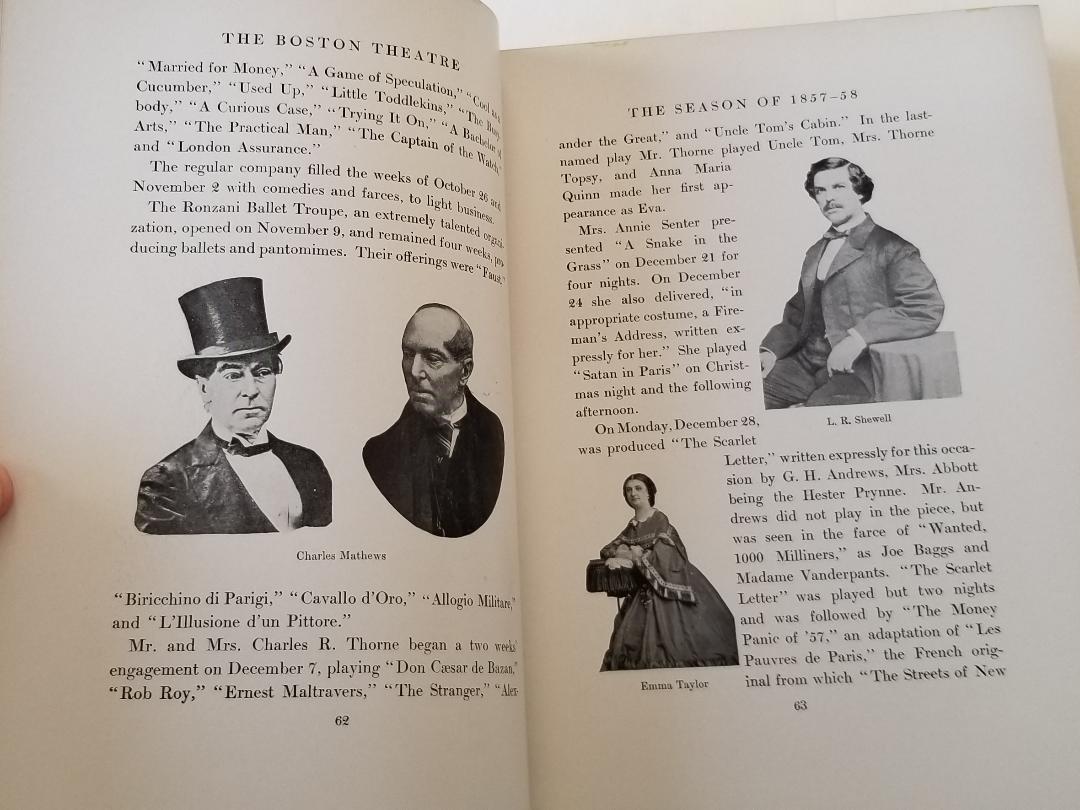 THE BOSTON THEATRE
“Married for Money,” “A Game of Speculation,” “Cool as a
Cucumber,” “Used Up,” “Little Toddlekins,” “The Busy
body,” “A Curious Case,” “Trying It On,” “A Bachelor of
Arts,” “The Practical Man,” “The Captain of the Watch,”
and “London Assurance.”
The regular company filled the weeks of October 26 and
November 2 with comedies and farces, to light business.
The Ronzani Ballet Troupe, an extremely talented organi-
zation, opened on November 9, and remained four weeks, pro-
ducing ballets and pantomimes. Their offerings were “Faust,”
Charles Mathews
“Biricchino di Parigi,” “Cavallo d'Oro,” “Allogio Militare,”
and “L'Illusione d'un Pittore.”
Mr. and Mrs. Charles R. Thorne began a two weeks'
engagement on December 7, playing “Don Cæsar de Bazan,”
“Rob Roy,” “Ernest Maltravers,” “The Stranger,” “Alex-
62
THE SEASON OF 1857–58
ander the Great,” and “Uncle Tom's Cabin.” In the last-
named play Mr. Thorne played Uncle Tom, Mrs. Thorne
Topsy, and Anna Maria
Quinn made her first ap-
pearance as Eva.
Mrs. Annie Senter pre-
sented “A Snake in the
Grass” on December 21 for
four nights. On December
24 she also delivered, “in
appropriate costume, a Fire-
man's Address, written ex-
pressly for her.” She played
“Satan in Paris” on Christ-
mas night and the following
afternoon.
L. R. Shewell
On Monday, December 28,
was produced “The Scarlet
Letter,” written expressly for this occa-
sion by G. H. Andrews, Mrs. Abbott
being the Hester Prynne. Mr. An-
drews did not play in the piece, but
was seen in the farce of “Wanted,
1000 Milliners,” as Joe Baggs and
Madame Vanderpants. “The Scarlet
Letter” was played but two nights
and was followed by “The Money
Panic of '57,” an adaptation of “Les
Pauvres de Paris,” the French orig-
inal from which “The Streets of New
Emma Taylor
63